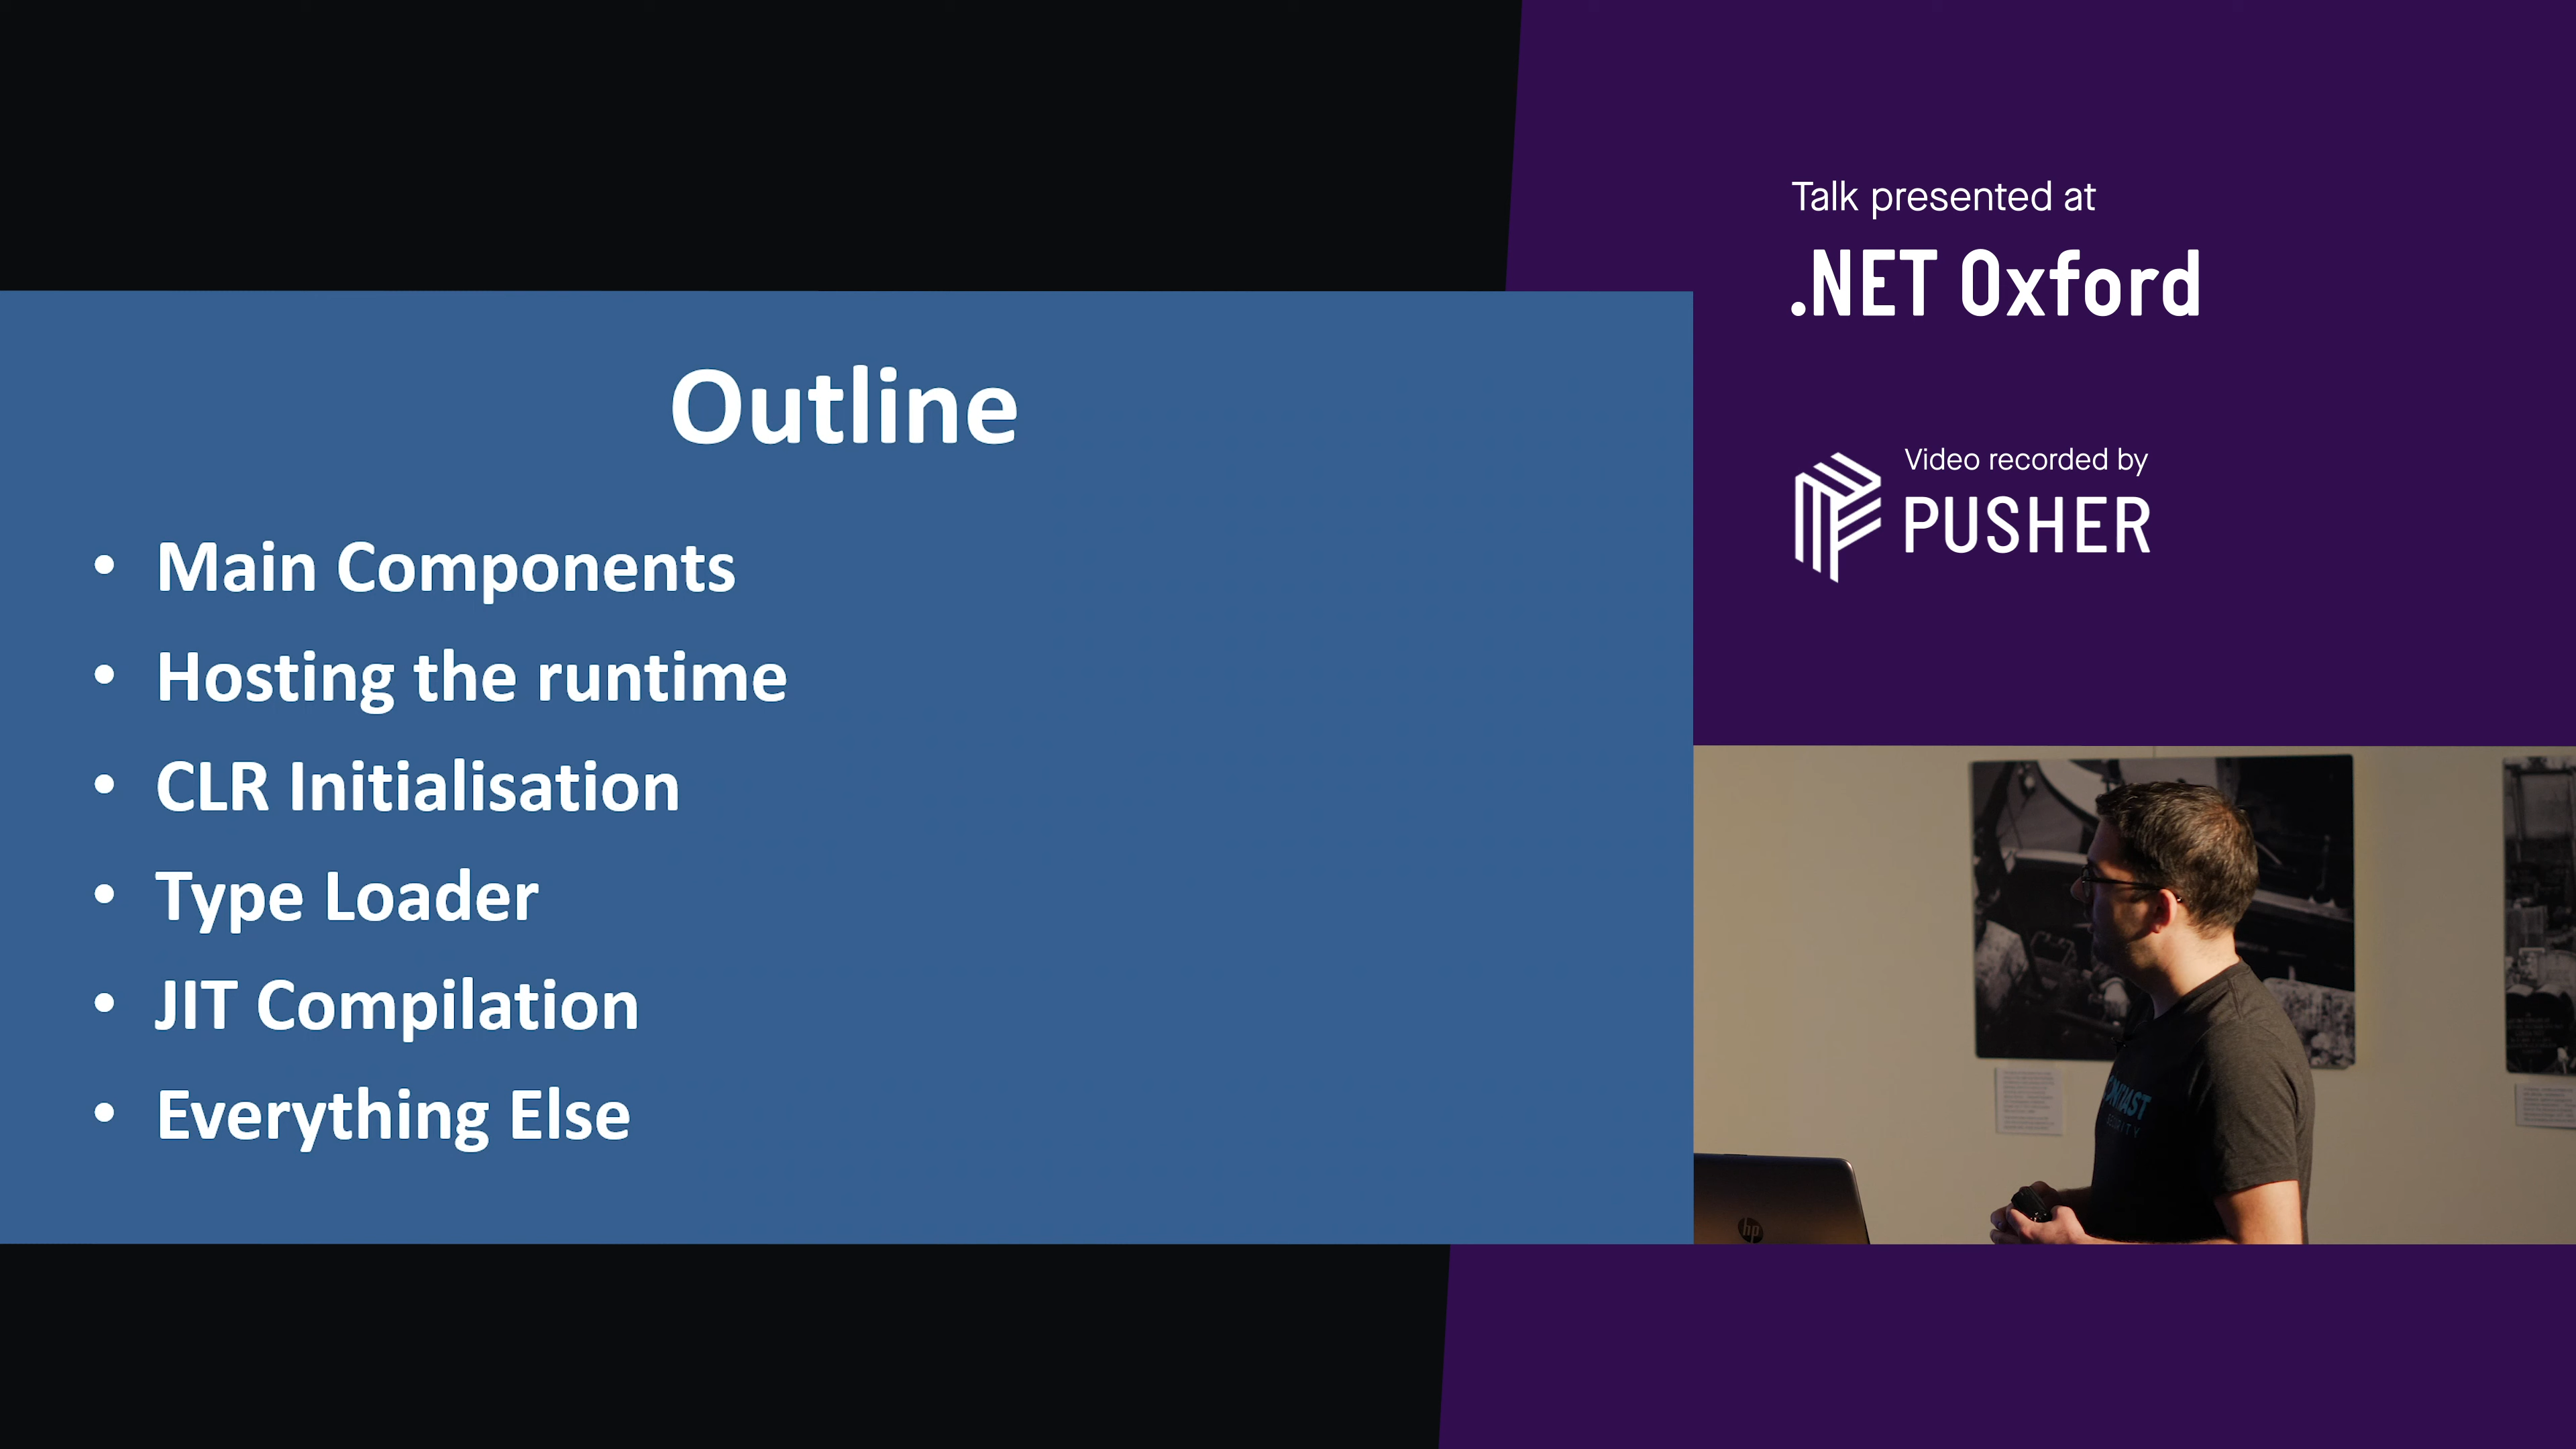 Talk presented at
.NET Oxford
Video recorded by
PUSHER
Outline
• Main Components
• Hosting the runtime
• CLR Initialisation
• Type Loader
• JIT Compilation
• Everything Else
hp